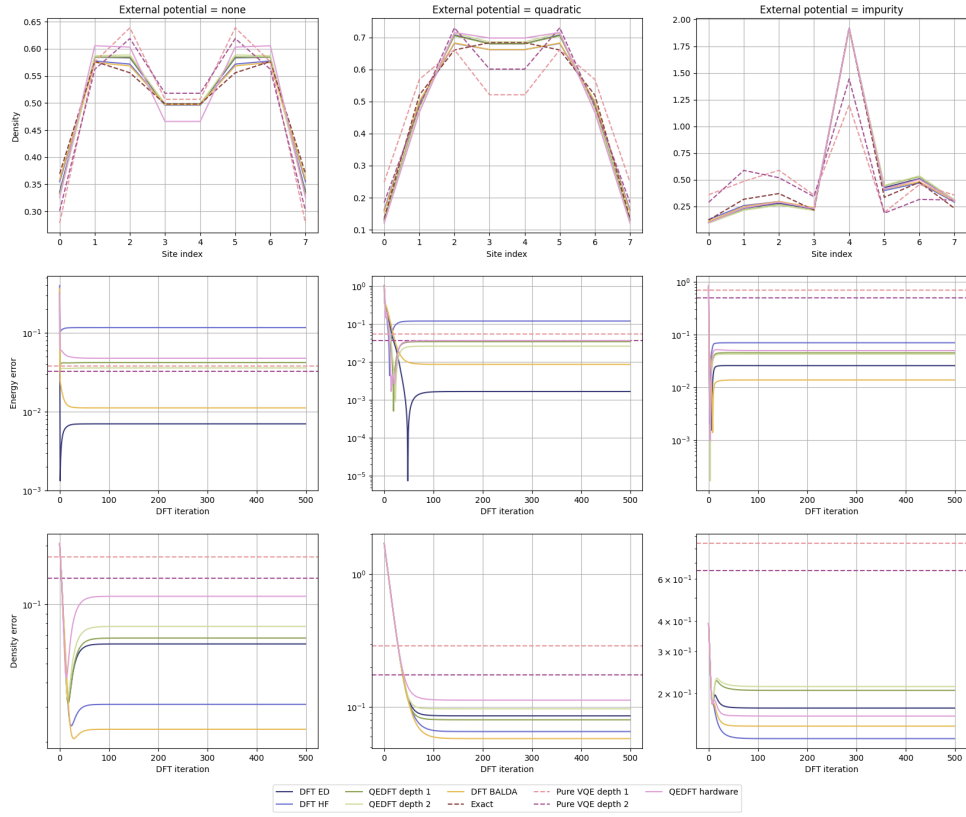 External potential = none
External potential = quadratic
External potential = impurity
Density
0.65
0.60
0.55
0.50
0.45
0.40
0.35
0.30
0 1 2 3 4 5 6 7
Site index
0.7
0.6
0.5
0.4
0.3
0.2
0.1
0 1 2 3 4 5 6 7
Site index
2.00
1.75
1.50
1.25
1.00
0.75
0.50
0.25
0 1 2 3 4 5 6 7
Site index
Energy error
10⁻¹
10⁻²
10⁻³
0 100 200 300 400 500
DFT iteration
10⁰
10⁻¹
10⁻²
10⁻³
10⁻⁴
10⁻⁵
0 100 200 300 400 500
DFT iteration
10⁰
10⁻¹
10⁻²
10⁻³
0 100 200 300 400 500
DFT iteration
Density error
10⁻¹
0 100 200 300 400 500
DFT iteration
10⁰
10⁻¹
0 100 200 300 400 500
DFT iteration
6 × 10⁻¹
4 × 10⁻¹
3 × 10⁻¹
2 × 10⁻¹
0 100 200 300 400 500
DFT iteration
DFT ED QEDFT depth 1 DFT BALDA Pure VQE depth 1 QEDFT hardware
DFT HF QEDFT depth 2 Exact Pure VQE depth 2